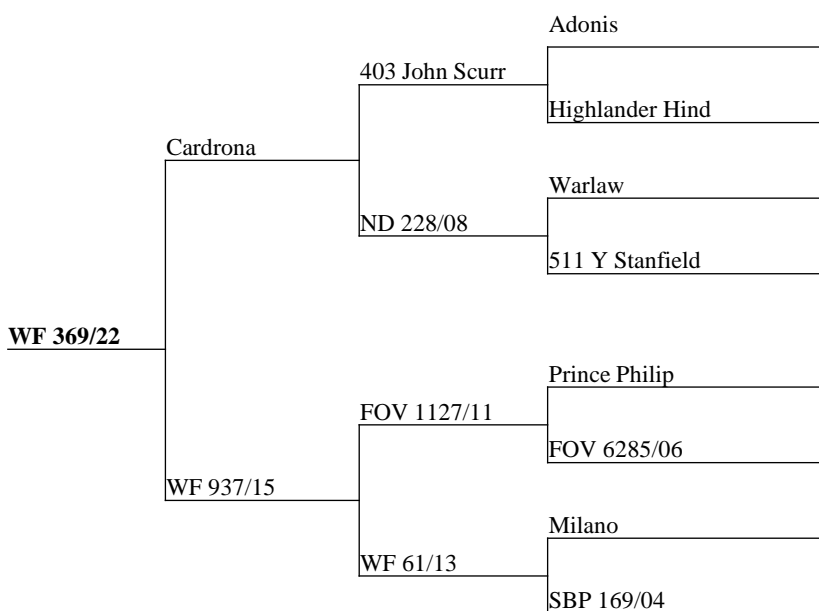 Adonis
403 John Scurr
Highlander Hind
Cardrona
Warlaw
ND 228/08
511 Y Stanfield
WF 369/22
Prince Philip
FOV 1127/11
FOV 6285/06
WF 937/15
Milano
WF 61/13
SBP 169/04